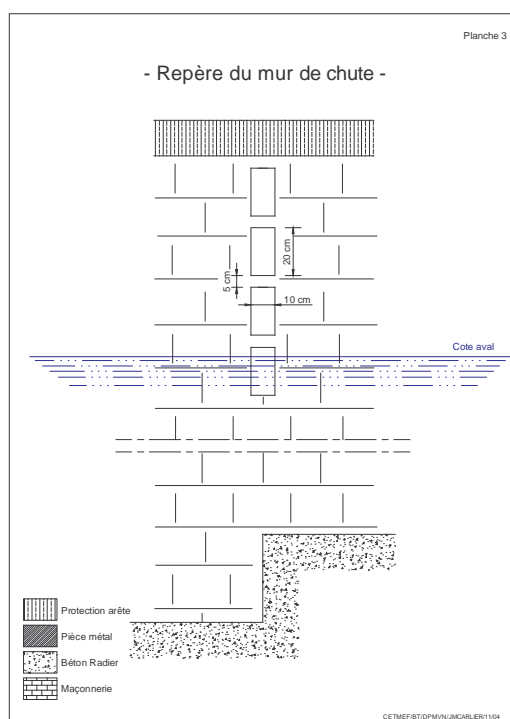 Planche 3
- Repère du mur de chute -
20 cm
5 cm
10 cm
Cote aval
Protection arête
Pièce métal
Béton Radier
Maçonnerie
CETMEF/BT/DPMVN/JMCARLIER/11/04